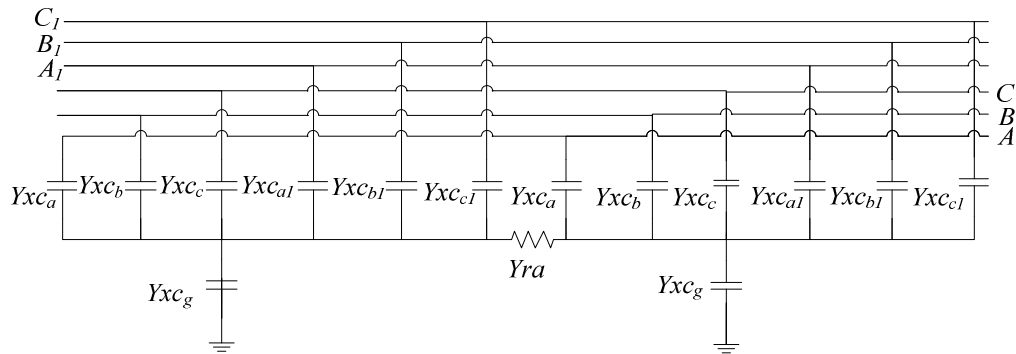 C1
B1
A1
C
B
A
Yxca
Yxcb
Yxcc
Yxca1
Yxcb1
Yxcc1
Yxca
Yxcb
Yxcc
Yxca1
Yxcb1
Yxcc1
Yra
Yxcg
Yxcg